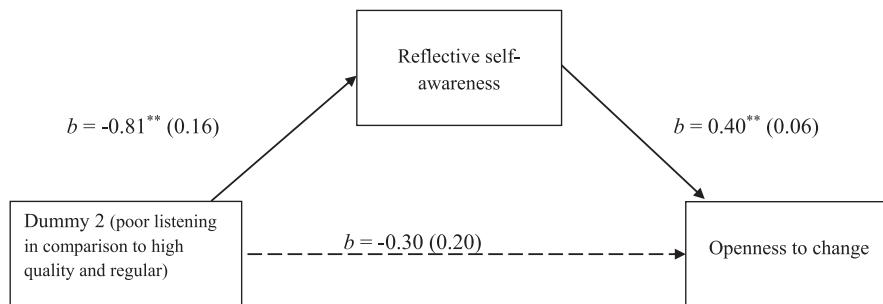 Reflective self-
awareness
b = -0.81** (0.16)
b = 0.40** (0.06)
Dummy 2 (poor listening
in comparison to high
quality and regular)
b = -0.30 (0.20)
Openness to change